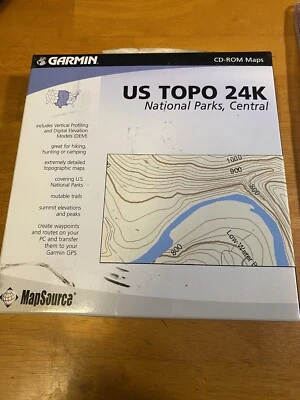 GARMIN
CD-ROM Maps
US TOPO 24K
National Parks, Central
includes Vertical Profiling
and Digital Elevation
Models (DEM)
great for hiking,
hunting or camping
extremely detailed
topographic maps
covering U.S.
National Parks
routable trails
summit elevations
and peaks
create waypoints
and routes on your
PC and transfer
them to your
Garmin GPS
1000
900
800
Low Water
MapSource